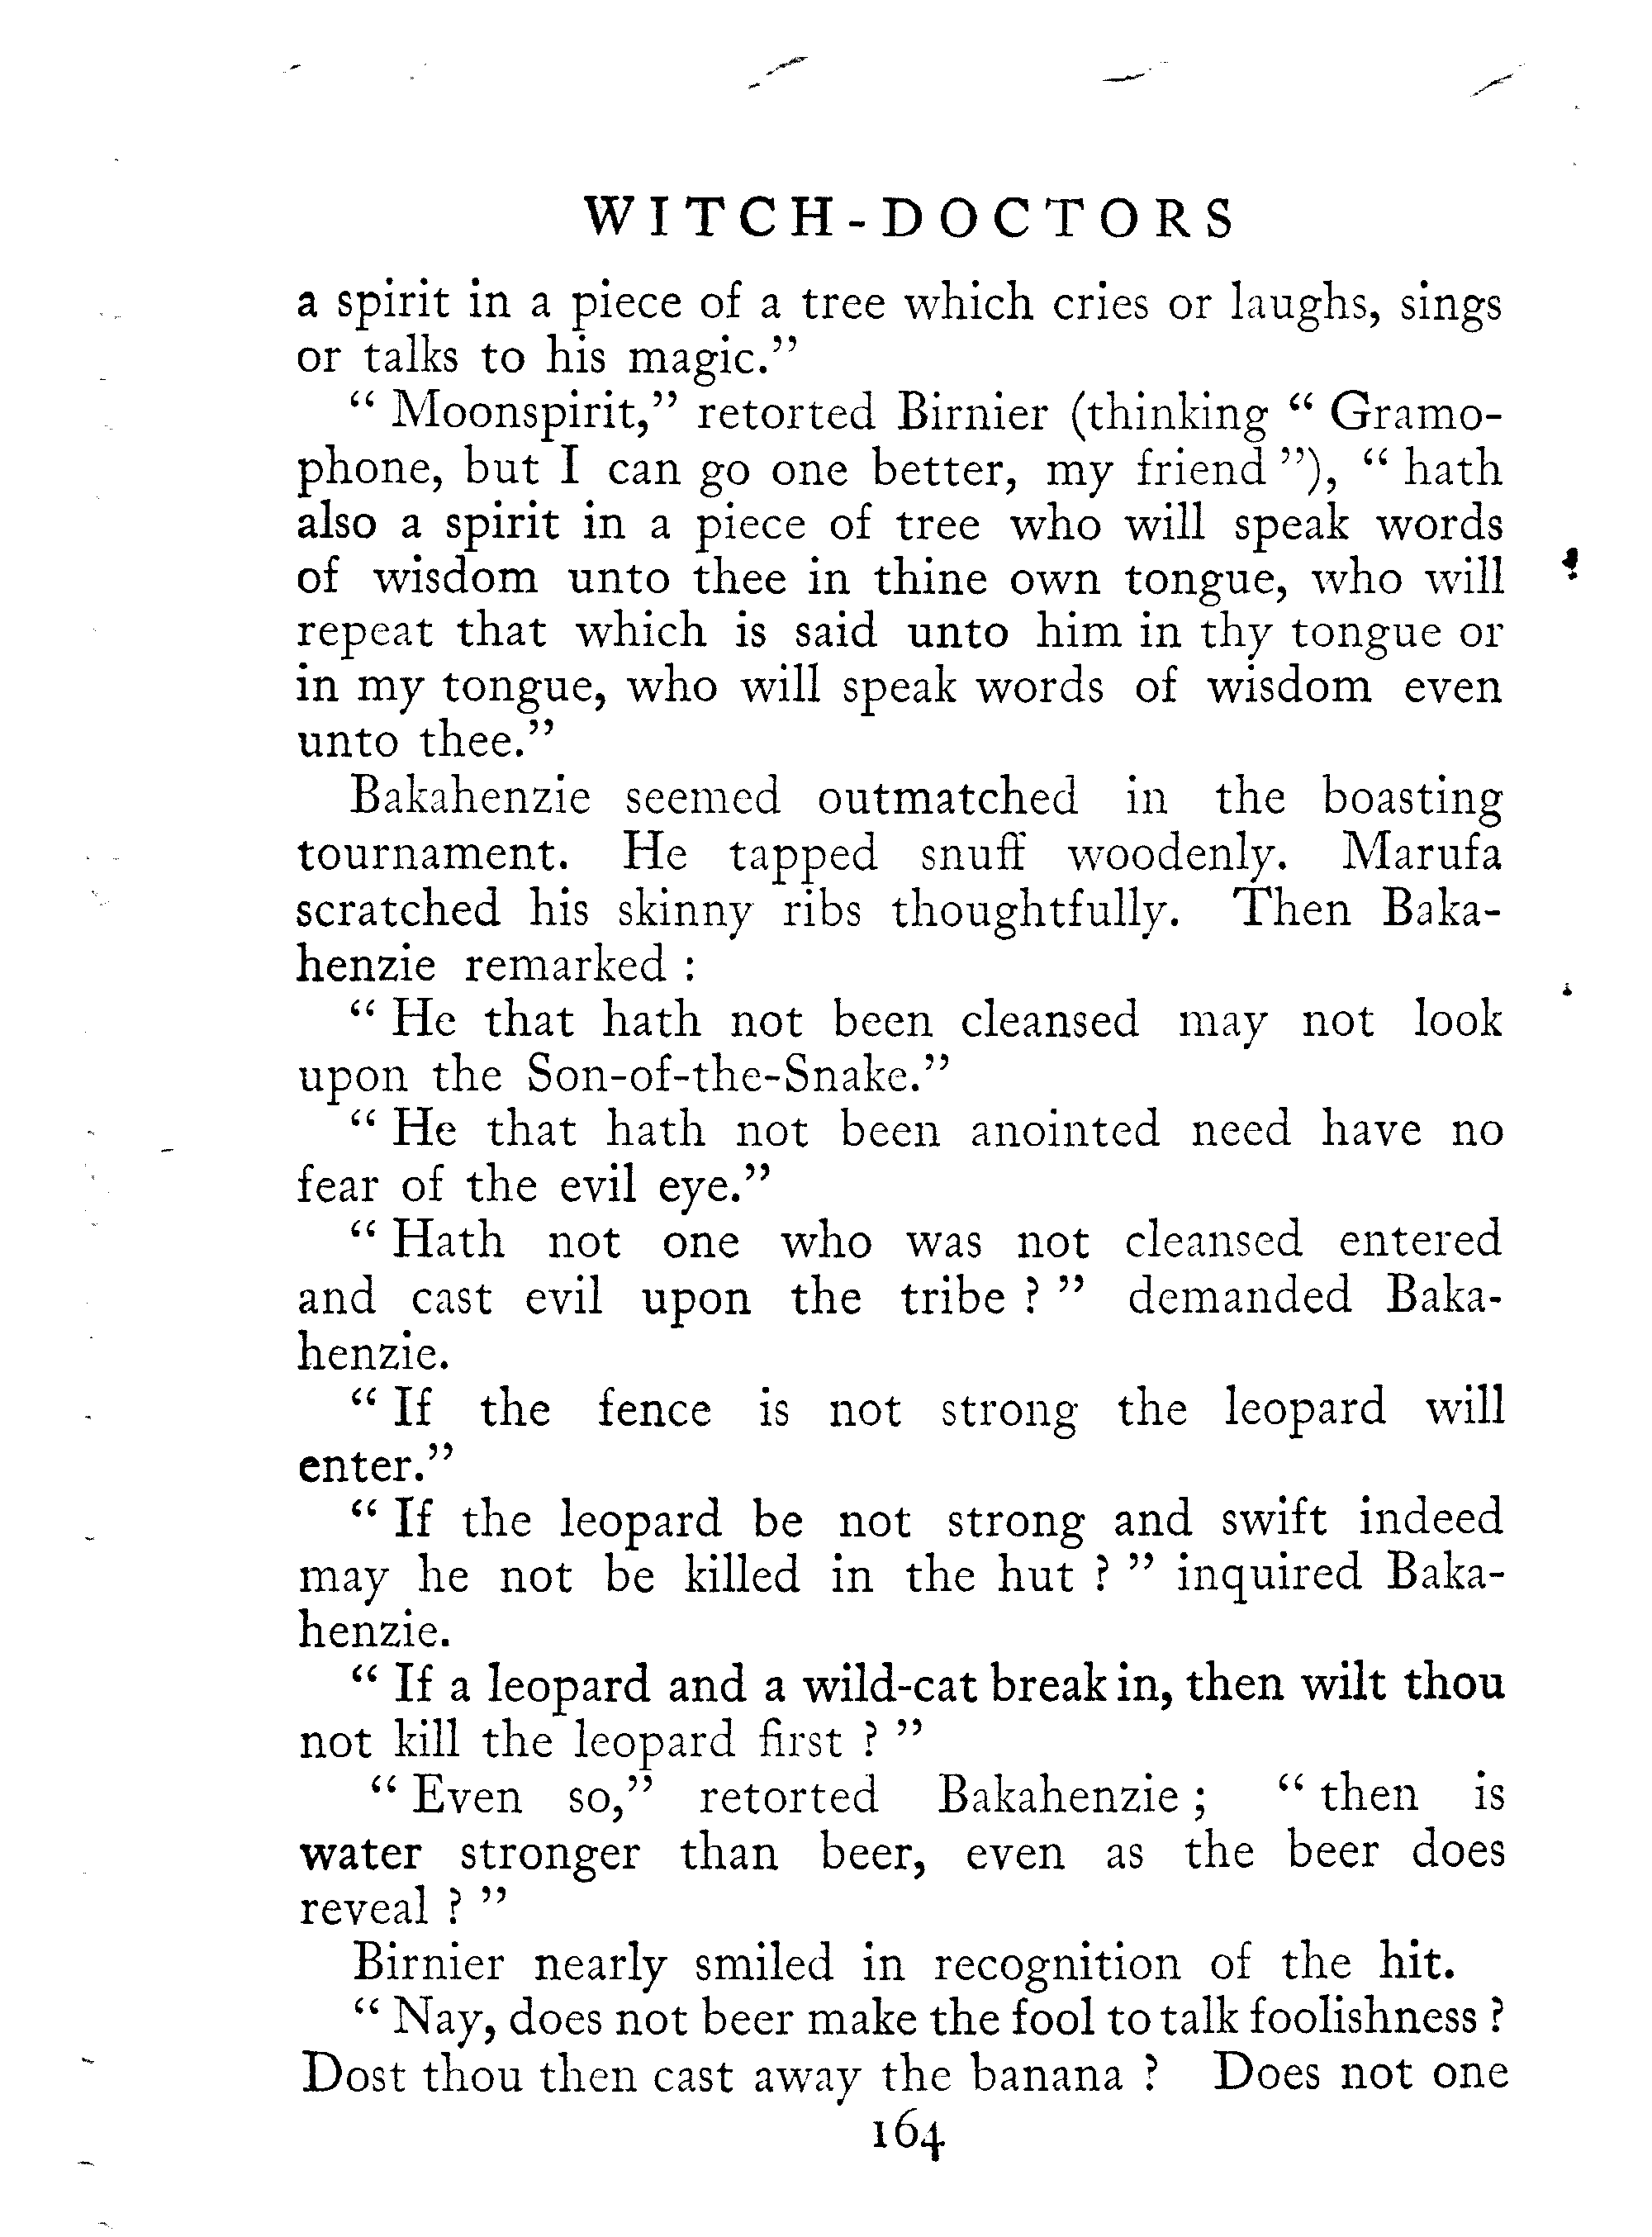 WITCH-DOCTORS
a spirit in a piece of a tree which cries or laughs, sings
or talks to his magic.”
“ Moonspirit,” retorted Birnier (thinking “ Gramo-
phone, but I can go one better, my friend ”), “ hath
also a spirit in a piece of tree who will speak words
of wisdom unto thee in thine own tongue, who will
repeat that which is said unto him in thy tongue or
in my tongue, who will speak words of wisdom even
unto thee.”
Bakahenzie seemed outmatched in the boasting
tournament. He tapped snuff woodenly. Marufa
scratched his skinny ribs thoughtfully. Then Baka-
henzie remarked :
“ He that hath not been cleansed may not look
upon the Son-of-the-Snake.”
“ He that hath not been anointed need have no
fear of the evil eye.”
“ Hath not one who was not cleansed entered
and cast evil upon the tribe ? ” demanded Baka-
henzie.
“ If the fence is not strong the leopard will
enter.”
“ If the leopard be not strong and swift indeed
may he not be killed in the hut ? ” inquired Baka-
henzie.
“ If a leopard and a wild-cat break in, then wilt thou
not kill the leopard first ? ”
“ Even so,” retorted Bakahenzie ; “ then is
water stronger than beer, even as the beer does
reveal ? ”
Birnier nearly smiled in recognition of the hit.
“ Nay, does not beer make the fool to talk foolishness ?
Dost thou then cast away the banana ? Does not one
164